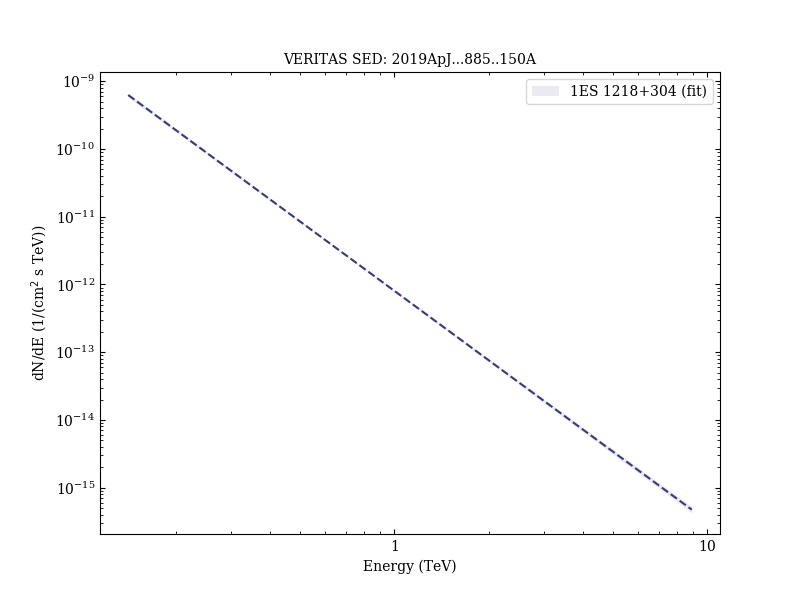 VERITAS SED: 2019ApJ...885..150A
1ES 1218+304 (fit)
10⁻⁹
10⁻¹⁰
10⁻¹¹
10⁻¹²
10⁻¹³
10⁻¹⁴
10⁻¹⁵
dN/dE (1/(cm² s TeV))
1
10
Energy (TeV)